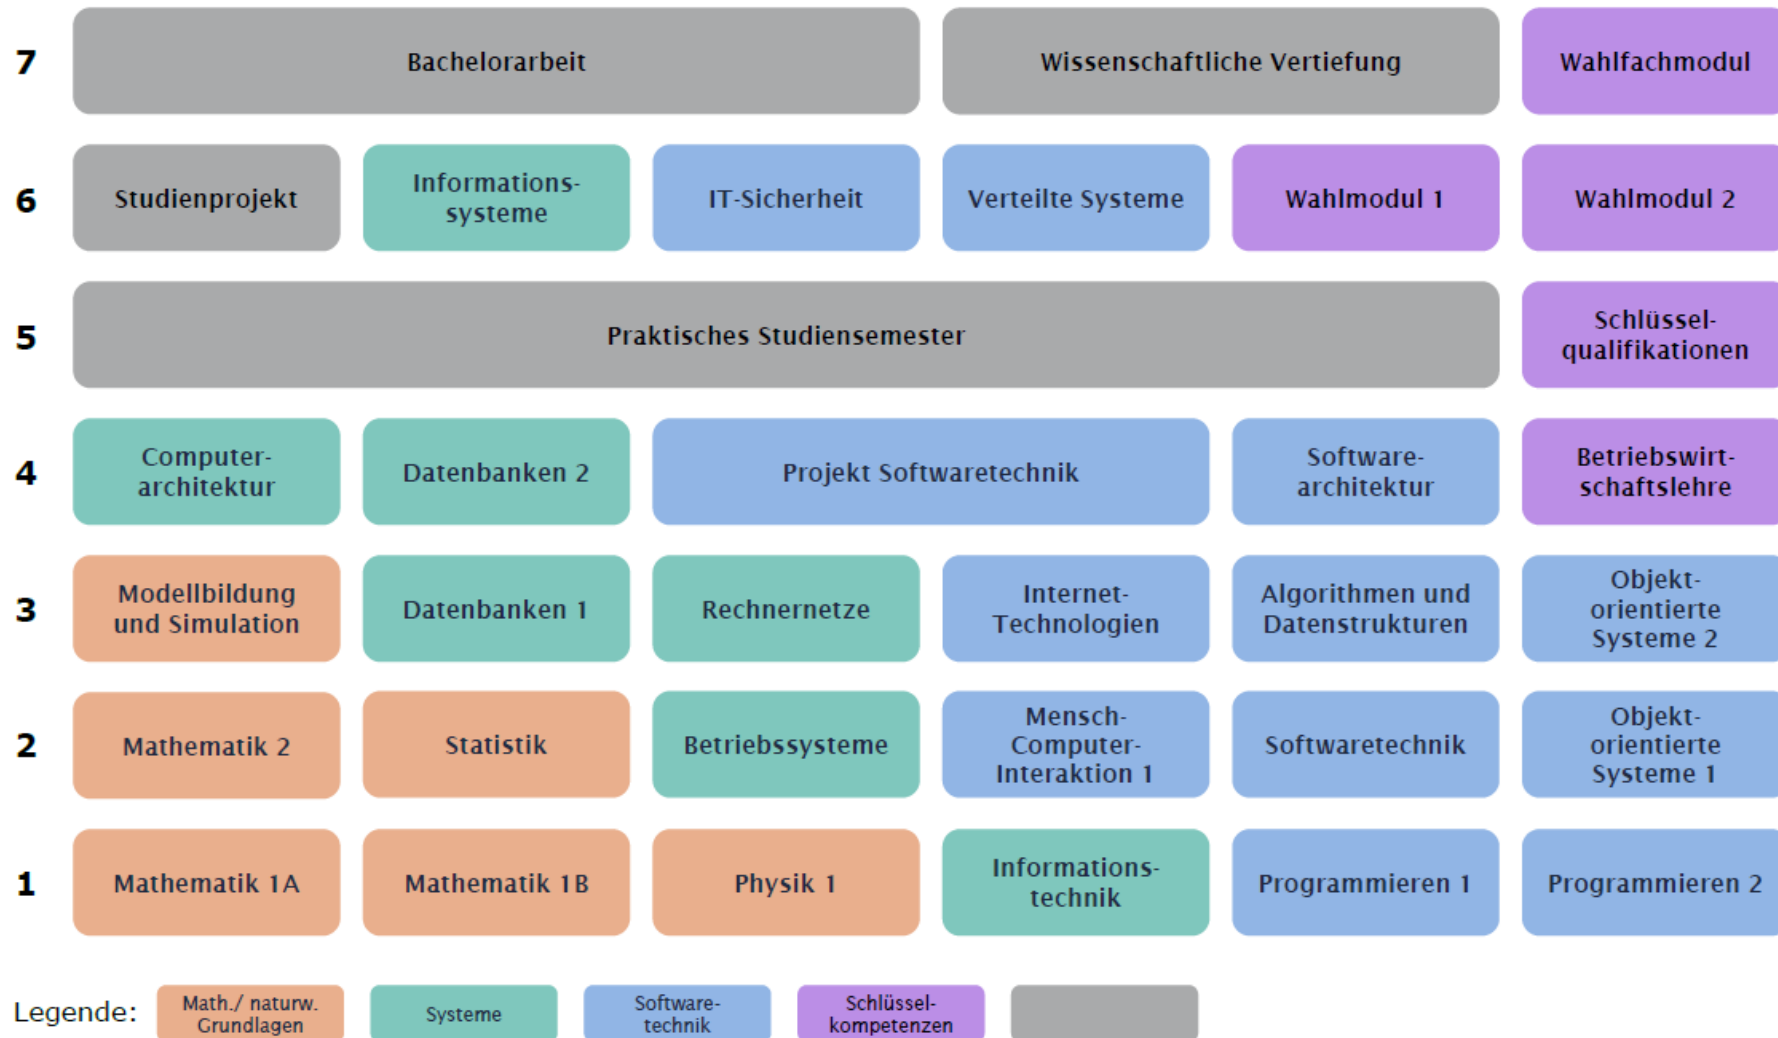 7
Bachelorarbeit
Wissenschaftliche Vertiefung
Wahlfachmodul
6
Studienprojekt
Informations-
systeme
IT-Sicherheit
Verteilte Systeme
Wahlmodul 1
Wahlmodul 2
5
Praktisches Studiensemester
Schlüssel-
qualifikationen
4
Computer-
architektur
Datenbanken 2
Projekt Softwaretechnik
Software-
architektur
Betriebswirt-
schaftslehre
3
Modellbildung
und Simulation
Datenbanken 1
Rechnernetze
Internet-
Technologien
Algorithmen und
Datenstrukturen
Objekt-
orientierte
Systeme 2
2
Mathematik 2
Statistik
Betriebssysteme
Mensch-
Computer-
Interaktion 1
Softwaretechnik
Objekt-
orientierte
Systeme 1
1
Mathematik 1A
Mathematik 1B
Physik 1
Informations-
technik
Programmieren 1
Programmieren 2
Legende:
Math./ naturw.
Grundlagen
Systeme
Software-
technik
Schlüssel-
kompetenzen